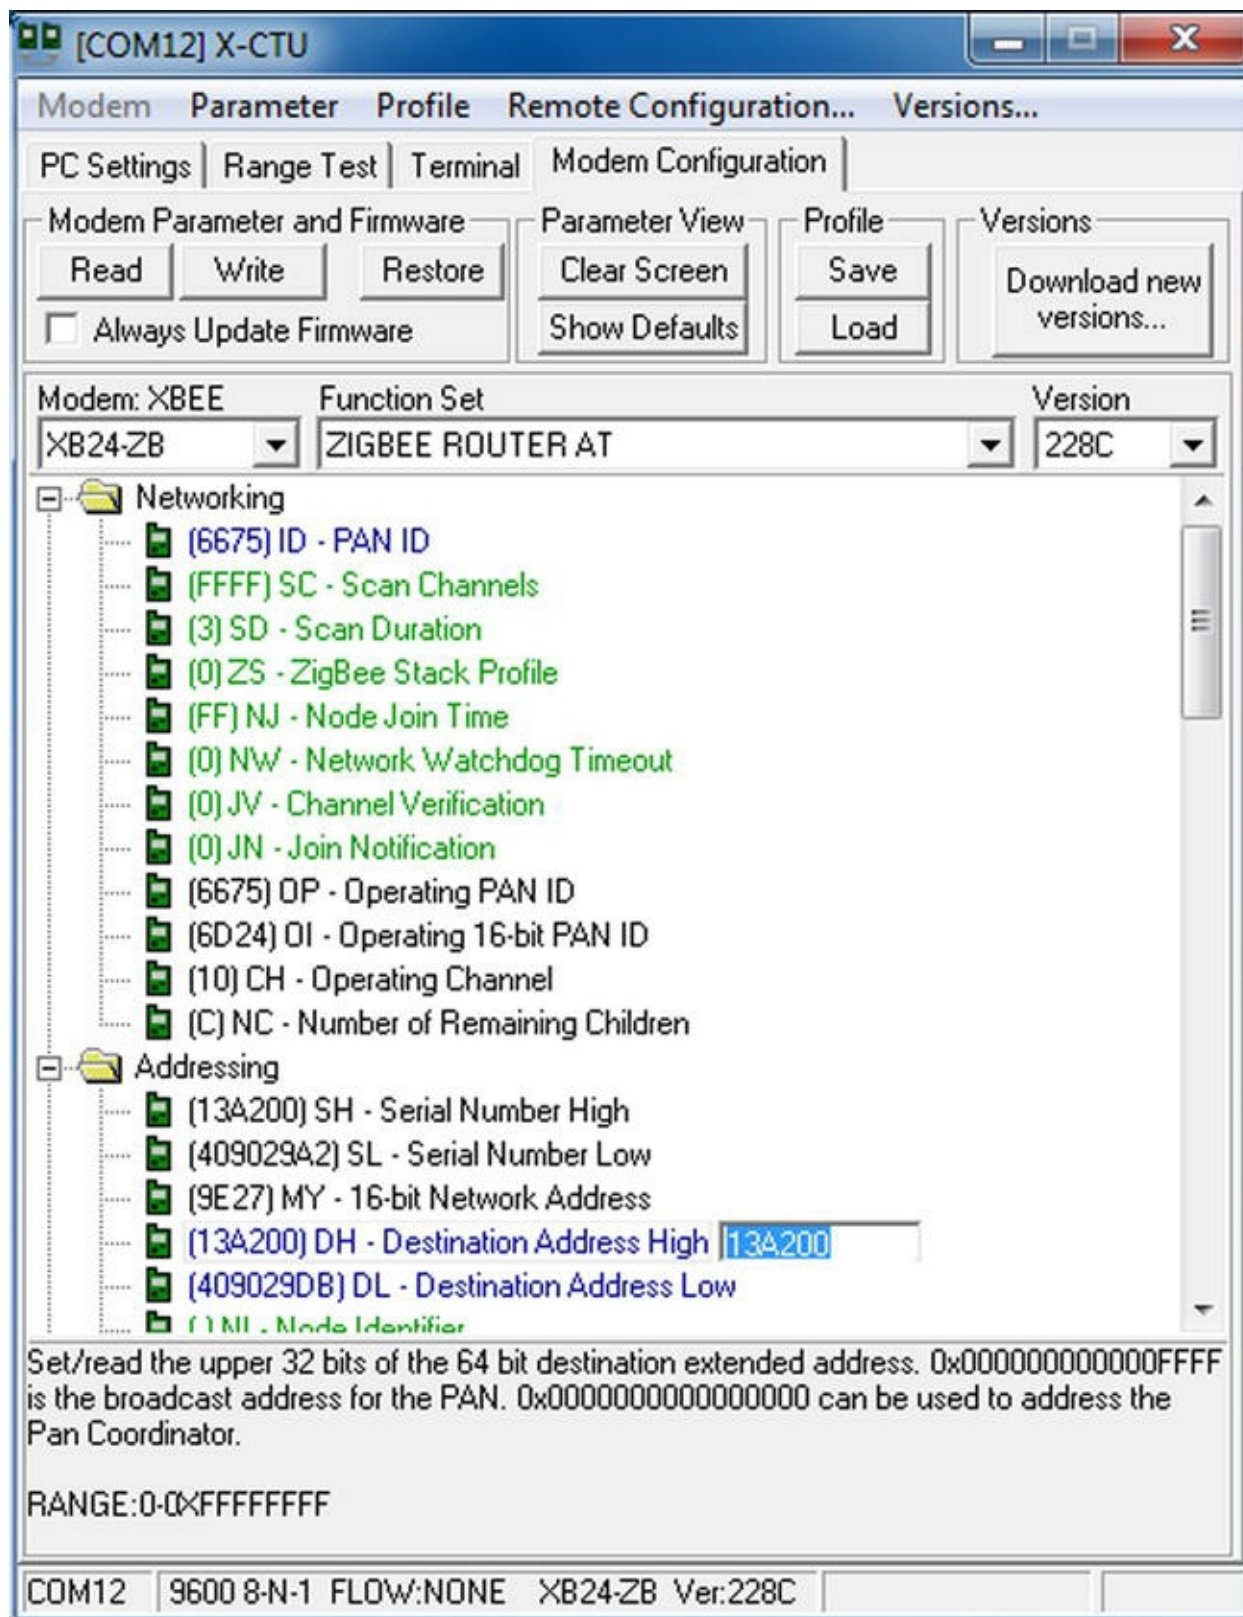 [COM12] X-CTU
Modem Parameter Profile Remote Configuration... Versions...
PC Settings Range Test Terminal Modem Configuration
Modem Parameter and Firmware Parameter View Profile Versions
Read Write Restore Clear Screen Save Download new versions...
Always Update Firmware Show Defaults Load
Modem: XBEE Function Set Version
XB24-ZB ZIGBEE ROUTER AT 228C
Networking
(6675) ID - PAN ID
(FFFF) SC - Scan Channels
(3) SD - Scan Duration
(0) ZS - ZigBee Stack Profile
(FF) NJ - Node Join Time
(0) NW - Network Watchdog Timeout
(0) JV - Channel Verification
(0) JN - Join Notification
(6675) OP - Operating PAN ID
(6D24) OI - Operating 16-bit PAN ID
(10) CH - Operating Channel
(C) NC - Number of Remaining Children
Addressing
(13A200) SH - Serial Number High
(409029A2) SL - Serial Number Low
(9E27) MY - 16-bit Network Address
(13A200) DH - Destination Address High 13A200
(409029DB) DL - Destination Address Low
( ) NI - Node Identifier
Set/read the upper 32 bits of the 64 bit destination extended address. 0x000000000000FFFF
is the broadcast address for the PAN. 0x0000000000000000 can be used to address the
Pan Coordinator.
RANGE:0-0XFFFFFFFF
COM12 9600 8-N-1 FLOW:NONE XB24-ZB Ver:228C